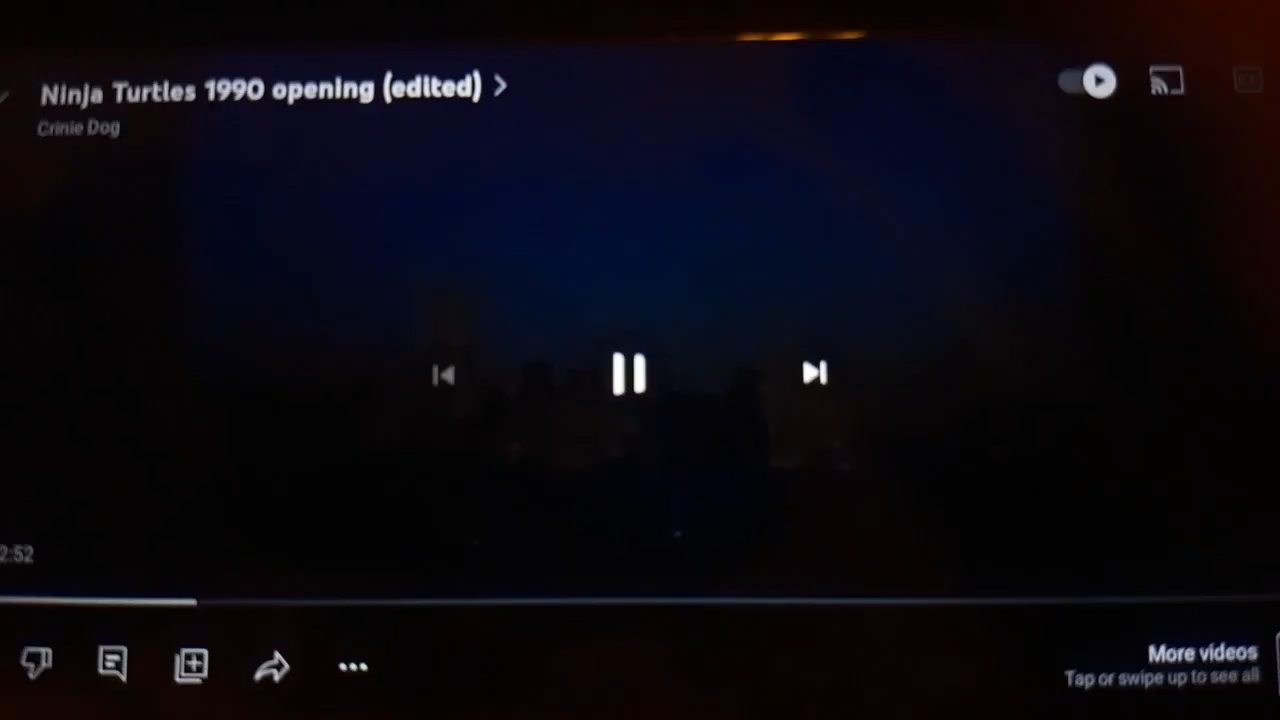 Ninja Turtles 1990 opening (edited)
Crinie Dog
2:52
More videos
Tap or swipe up to see all